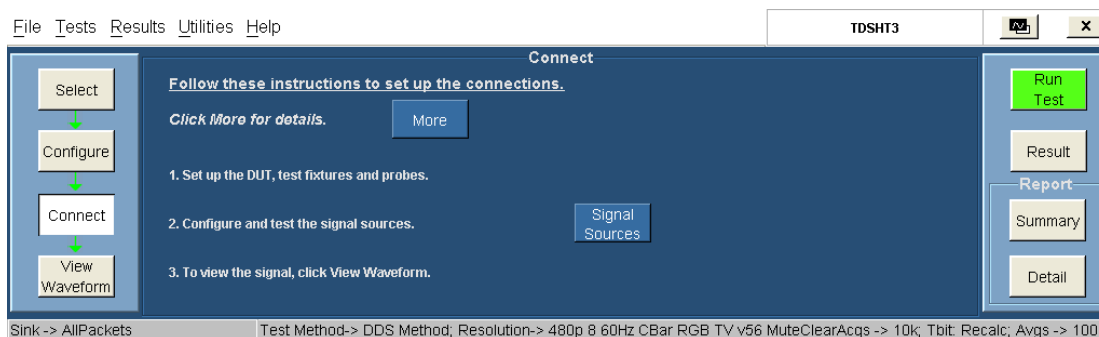 File Tests Results Utilities Help
TDSHT3
x
Connect
Select
Configure
Connect
View
Waveform
Follow these instructions to set up the connections.
Click More for details.
More
1. Set up the DUT, test fixtures and probes.
2. Configure and test the signal sources.
Signal
Sources
3. To view the signal, click View Waveform.
Run
Test
Result
Report
Summary
Detail
Sink -> AllPackets
Test Method-> DDS Method; Resolution-> 480p 8 60Hz CBar RGB TV v56 MuteClearAcqs -> 10k; Tbit: Recalc; Avgs -> 100